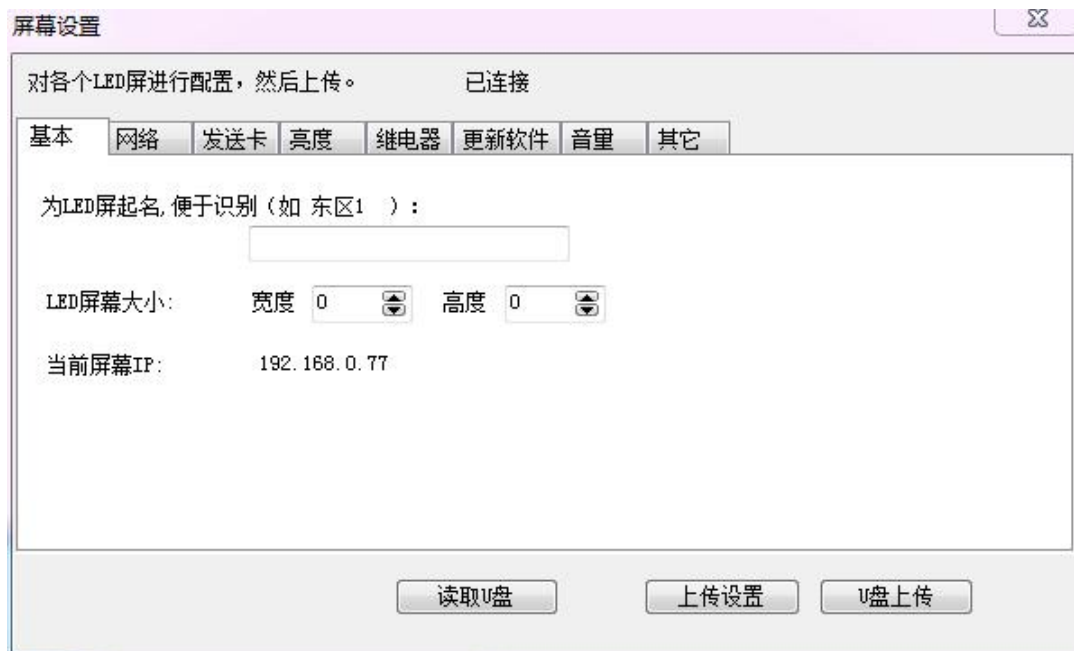 屏幕设置
对各个LED屏进行配置，然后上传。 已连接
基本 网络 发送卡 亮度 继电器 更新软件 音量 其它
为LED屏起名,便于识别（如 东区1 ）：
LED屏幕大小: 宽度 0 高度 0
当前屏幕IP: 192.168.0.77
读取U盘 上传设置 U盘上传